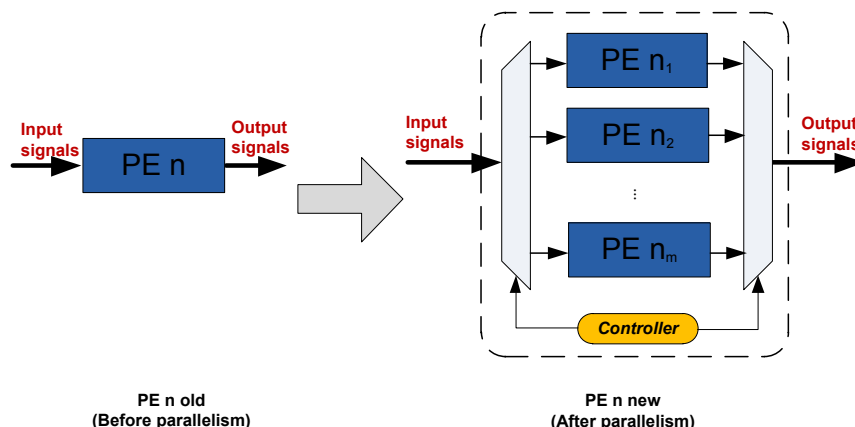 Input
signals
PE n
Output
signals
Input
signals
PE n₁
PE n₂
...
PE nₘ
Controller
Output
signals
PE n old
(Before parallelism)
PE n new
(After parallelism)